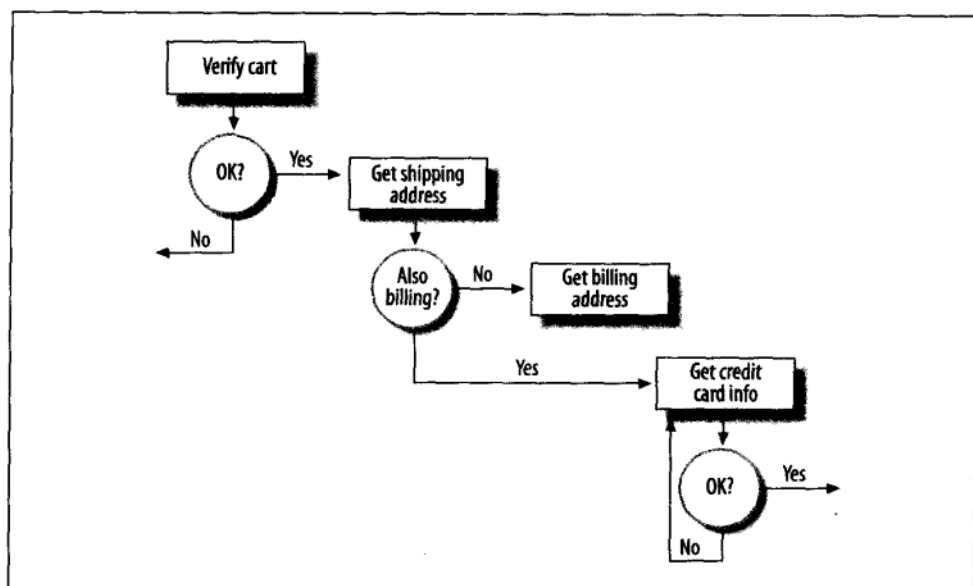 Verify cart
OK?
Yes
No
Get shipping
address
Also
billing?
No
Get billing
address
Yes
Get credit
card info
OK?
Yes
No